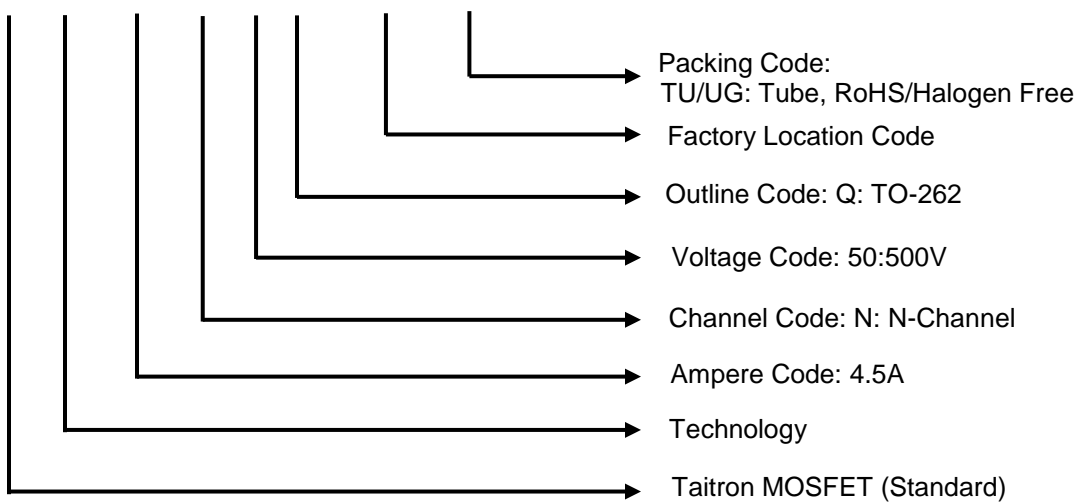 Packing Code:
TU/UG: Tube, RoHS/Halogen Free
Factory Location Code
Outline Code: Q: TO-262
Voltage Code: 50:500V
Channel Code: N: N-Channel
Ampere Code: 4.5A
Technology
Taitron MOSFET (Standard)